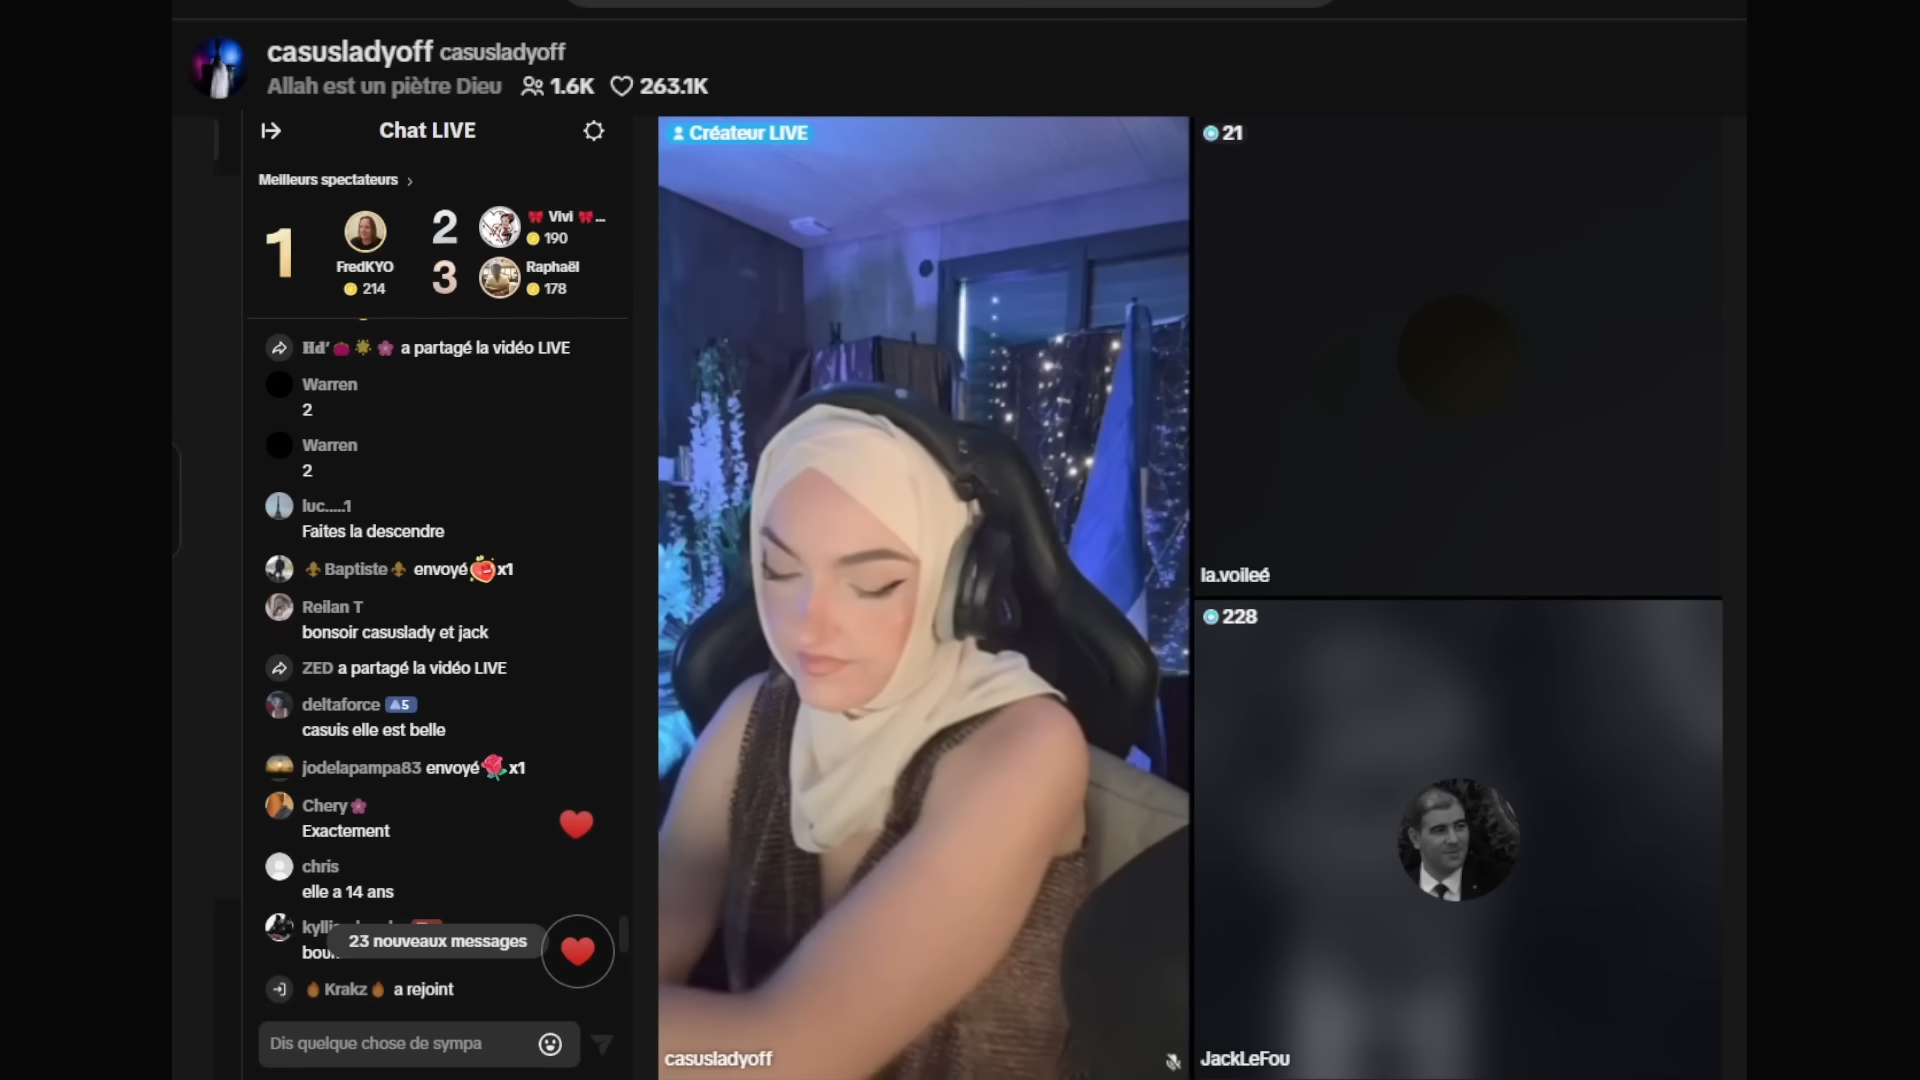 casusladyoff casusladyoff
Allah est un piètre Dieu 1.6K 263.1K
Chat LIVE
Meilleurs spectateurs
1
FredKYO
214
2
Vivi ...
190
3
Raphaël
178
Hd' a partagé la vidéo LIVE
Warren
2
Warren
2
luc.....1
Faites la descendre
Baptiste envoyé x1
Reilan T
bonsoir casuslady et jack
ZED a partagé la vidéo LIVE
deltaforce 5
casuis elle est belle
jodelapampa83 envoyé x1
Chery
Exactement
chris
elle a 14 ans
23 nouveaux messages
Krakz a rejoint
Dis quelque chose de sympa
Créateur LIVE
casusladyoff
21
la.voileé
228
JackLeFou